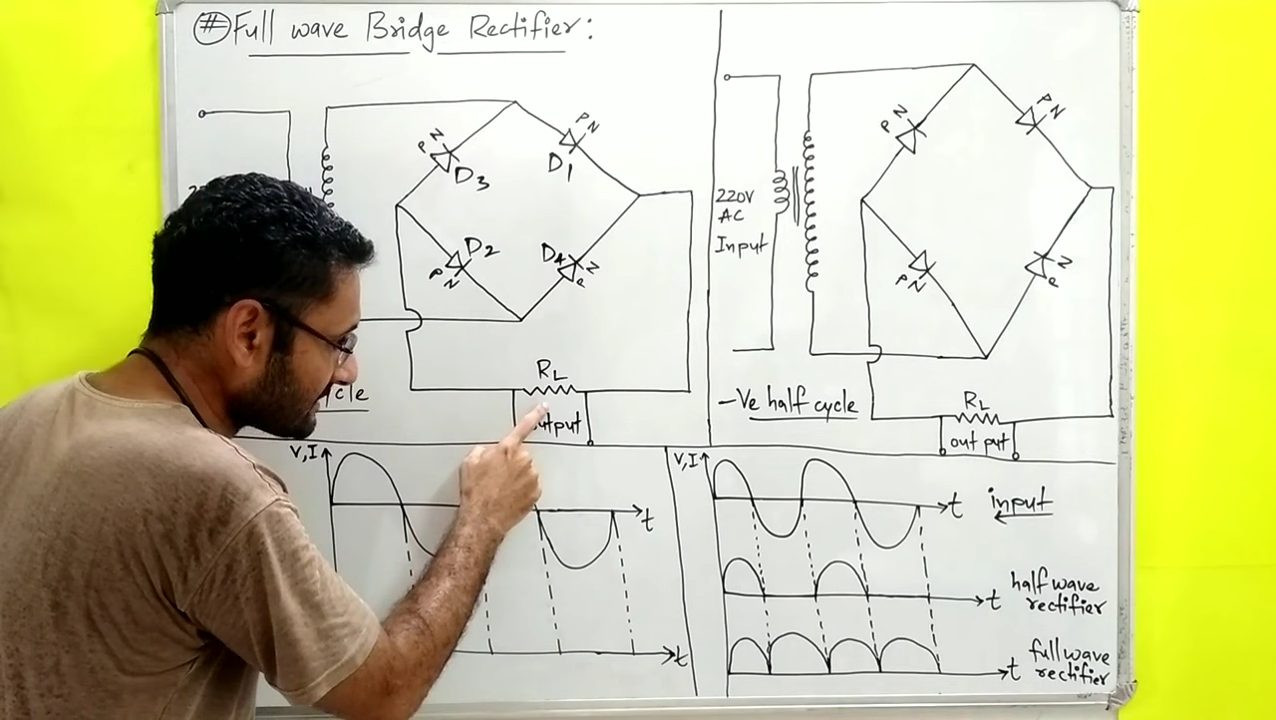 # Full wave Bridge Rectifier:
P N
D1
P N
D3
D2
P N
D4
N
P
RL
output
cle
V,I
t
t
P N
P N
P N
N
P
220V
AC
Input
-Ve half cycle
RL
out put
V,I
t
input
t
half wave
rectifier
t
full wave
rectifier